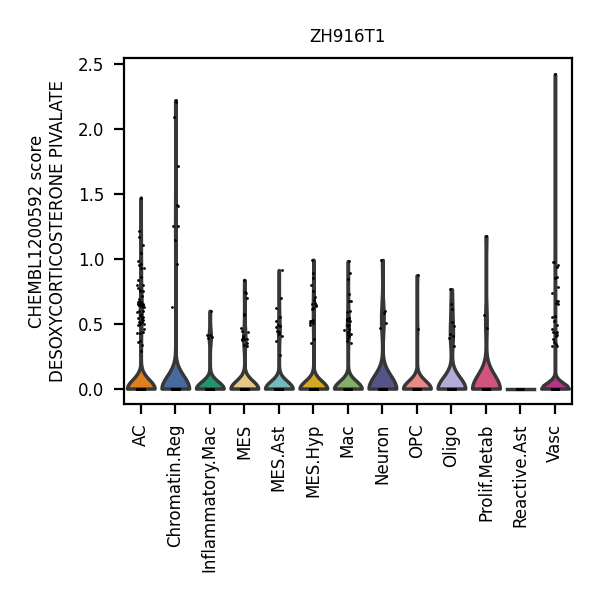 ZH916T1
CHEMBL1200592 score
DESOXYCORTICOSTERONE PIVALATE
2.5
2.0
1.5
1.0
0.5
0.0
AC
Chromatin.Reg
Inflammatory.Mac
MES
MES.Ast
MES.Hyp
Mac
Neuron
OPC
Oligo
Prolif.Metab
Reactive.Ast
Vasc